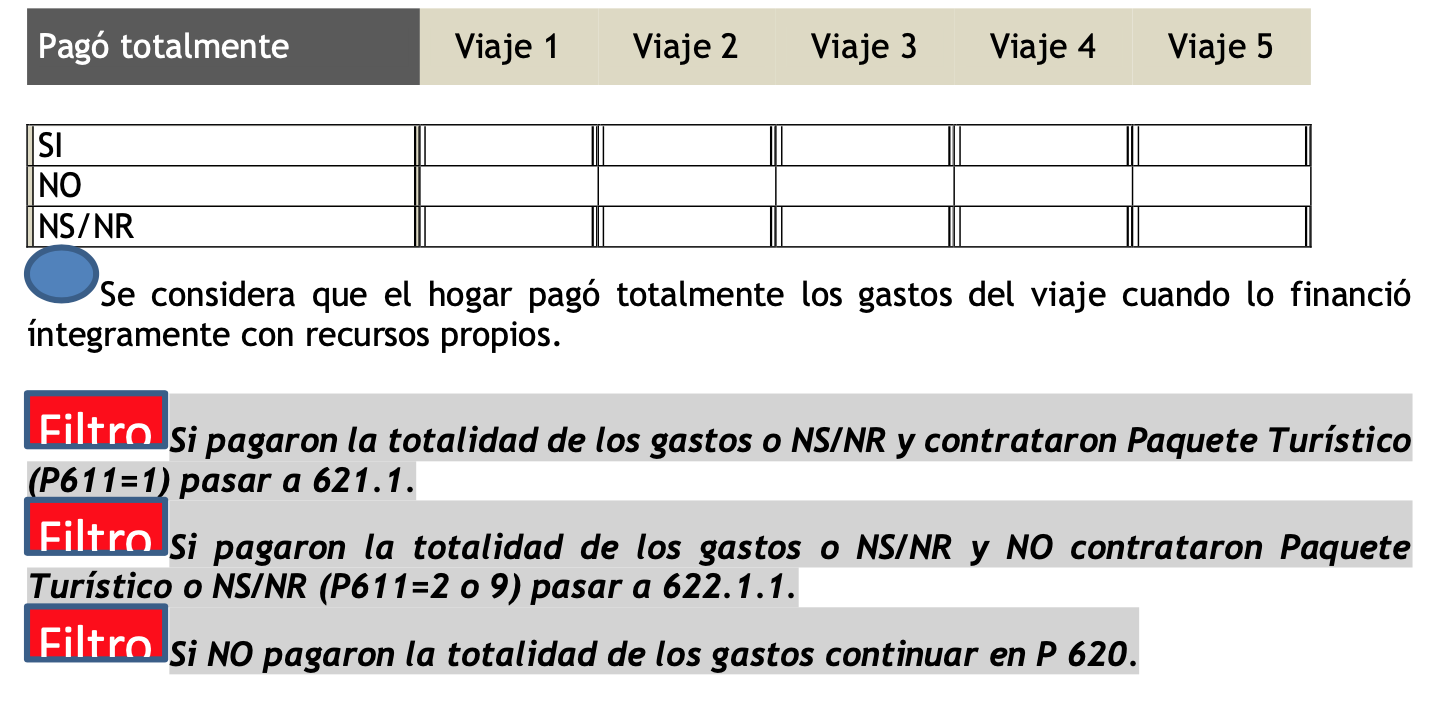 Pagó totalmente Viaje 1 Viaje 2 Viaje 3 Viaje 4 Viaje 5
SI
NO
NS/NR
Se considera que el hogar pagó totalmente los gastos del viaje cuando lo financió
íntegramente con recursos propios.
Filtro Si pagaron la totalidad de los gastos o NS/NR y contrataron Paquete Turístico
(P611=1) pasar a 621.1.
Filtro Si pagaron la totalidad de los gastos o NS/NR y NO contrataron Paquete
Turístico o NS/NR (P611=2 o 9) pasar a 622.1.1.
Filtro Si NO pagaron la totalidad de los gastos continuar en P 620.